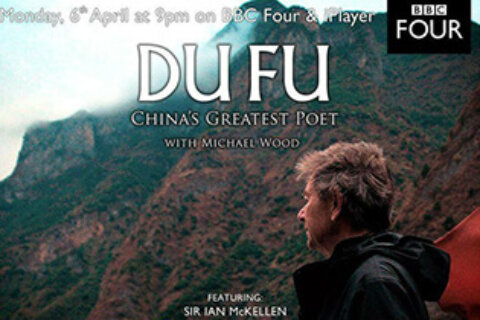 Monday, 6th April at 9pm on BBC Four & iPlayer
BBC
FOUR
DU FU
CHINA'S GREATEST POET
WITH MICHAEL WOOD
FEATURING:
SIR IAN McKELLEN